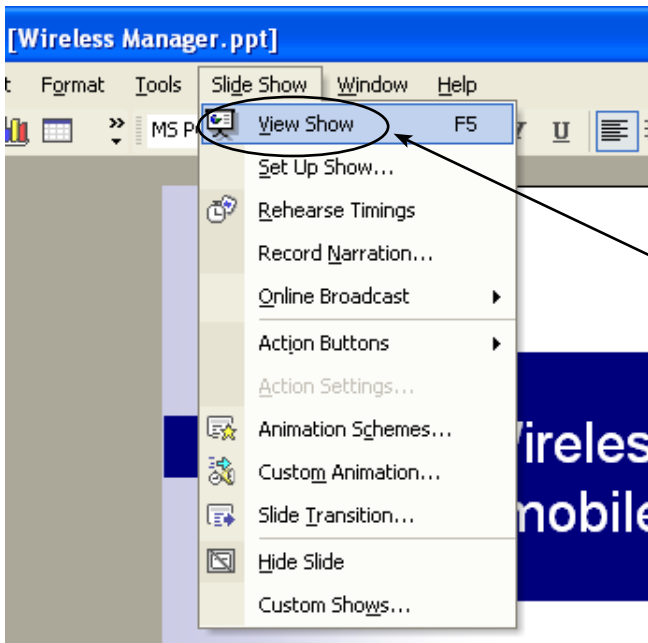 [Wireless Manager.ppt]
t Format Tools Slide Show Window Help
MS P U
View Show F5
Set Up Show...
Rehearse Timings
Record Narration...
Online Broadcast
Action Buttons
Action Settings...
Animation Schemes...
Custom Animation...
Slide Transition...
Hide Slide
Custom Shows...
ireles
mobile